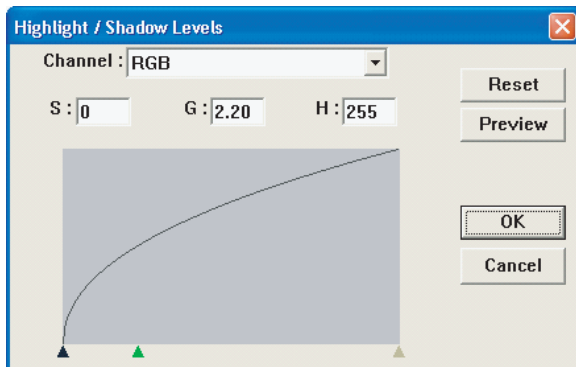 Highlight / Shadow Levels
Channel : RGB
Reset
S : 0 G : 2.20 H : 255
Preview
OK
Cancel